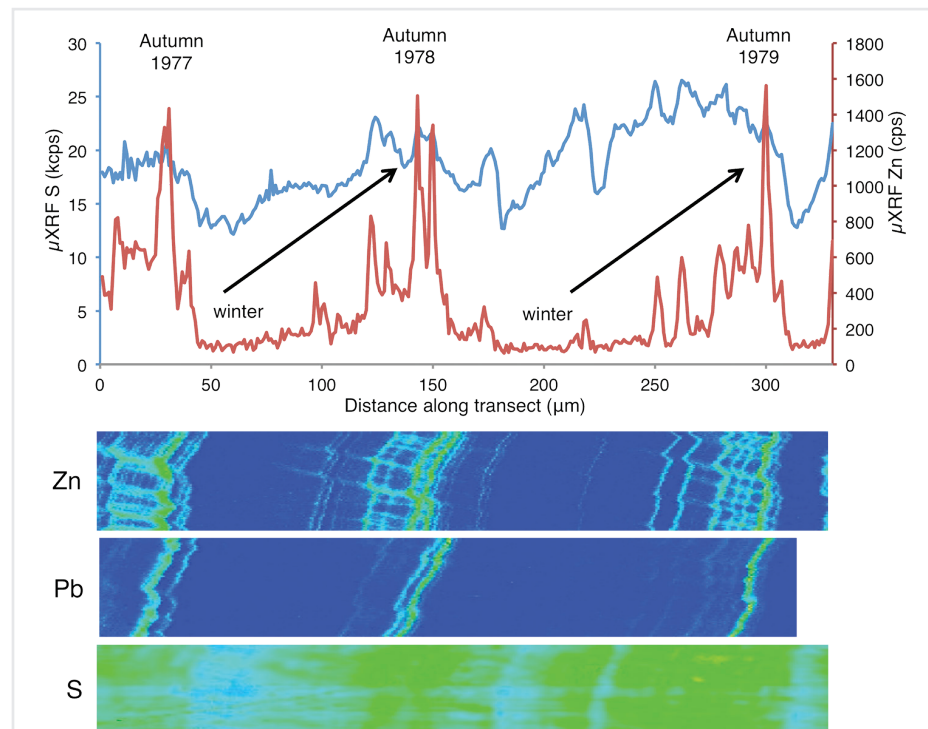 Autumn
1977
Autumn
1978
Autumn
1979
30
25
20
15
10
5
0
µXRF S (kcps)
1800
1600
1400
1200
1000
800
600
400
200
0
µXRF Zn (cps)
winter
winter
0 50 100 150 200 250 300
Distance along transect (µm)
Zn
Pb
S